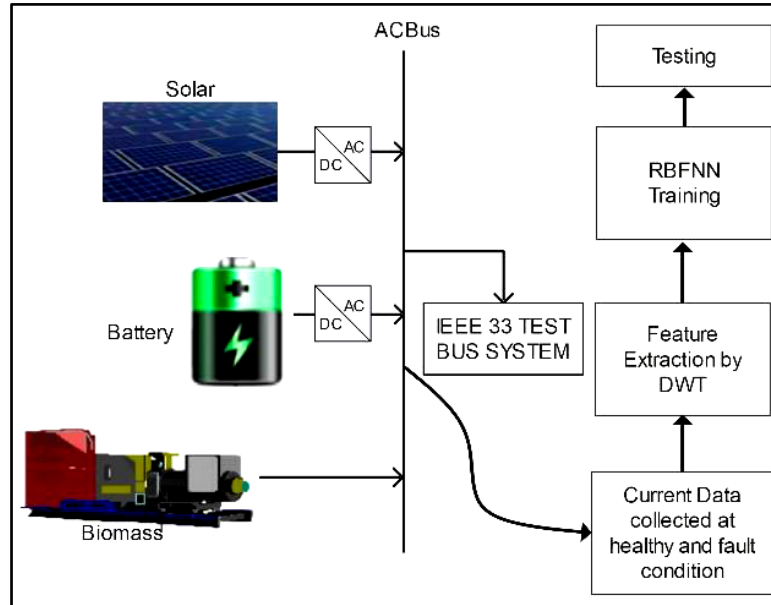 ACBus
Solar
DC
AC
Battery
DC
AC
Biomass
IEEE 33 TEST
BUS SYSTEM
Testing
RBFNN
Training
Feature
Extraction by
DWT
Current Data
collected at
healthy and fault
condition